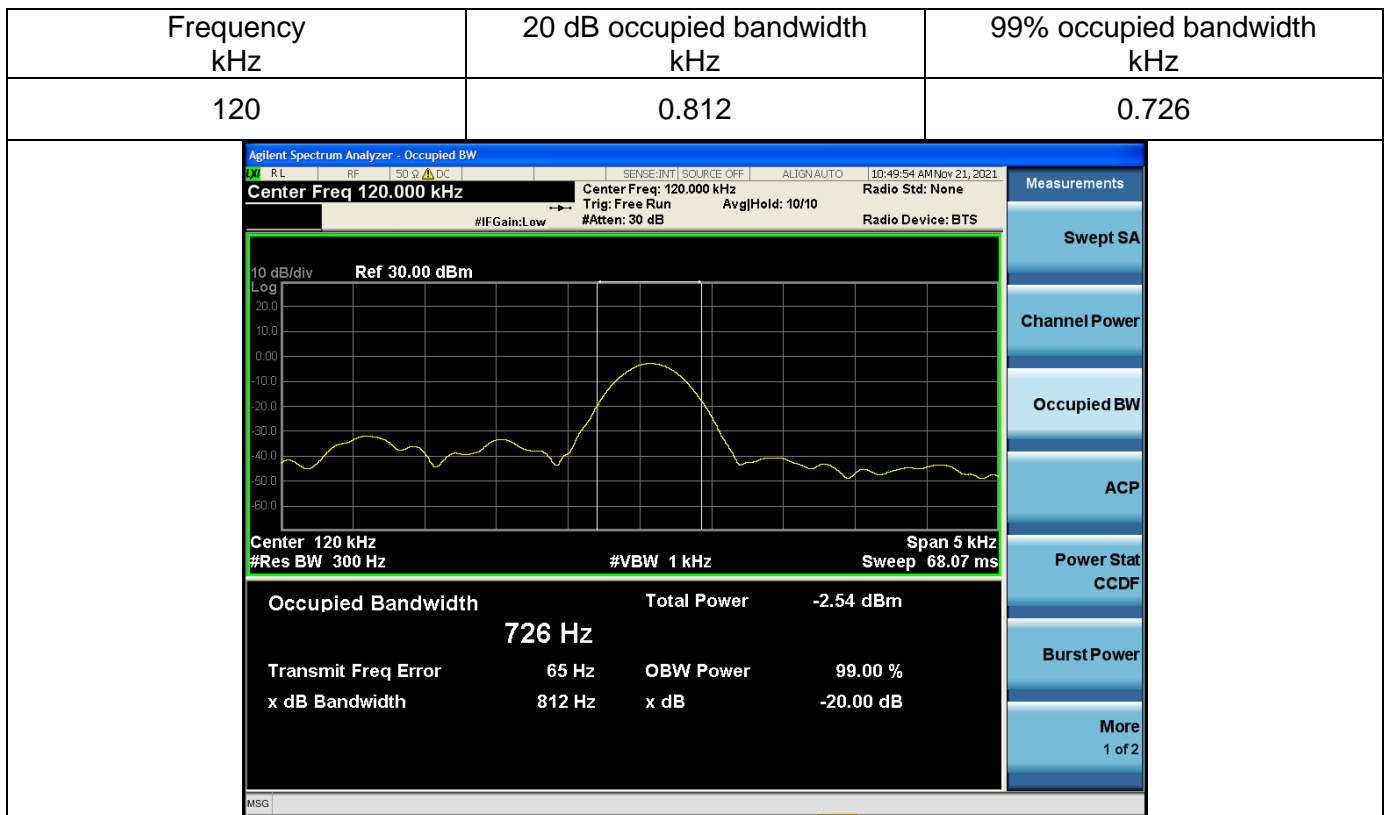 Frequency 20 dB occupied bandwidth 99% occupied bandwidth
kHz kHz kHz
120 0.812 0.726
Agilent Spectrum Analyzer - Occupied BW
LXI RL RF 50 Ω DC SENSE:INT SOURCE OFF ALIGN AUTO 10:49:54 AM Nov 21, 2021
Center Freq 120.000 kHz Center Freq: 120.000 kHz Radio Std: None
Trig: Free Run Avg|Hold: 10/10
#IFGain:Low #Atten: 30 dB Radio Device: BTS
10 dB/div Ref 30.00 dBm
Log
20.0
10.0
0.00
-10.0
-20.0
-30.0
-40.0
-50.0
-60.0
Center 120 kHz Span 5 kHz
#Res BW 300 Hz #VBW 1 kHz Sweep 68.07 ms
Occupied Bandwidth Total Power -2.54 dBm
726 Hz
Transmit Freq Error 65 Hz OBW Power 99.00 %
x dB Bandwidth 812 Hz x dB -20.00 dB
MSG
Measurements
Swept SA
Channel Power
Occupied BW
ACP
Power Stat
CCDF
Burst Power
More
1 of 2